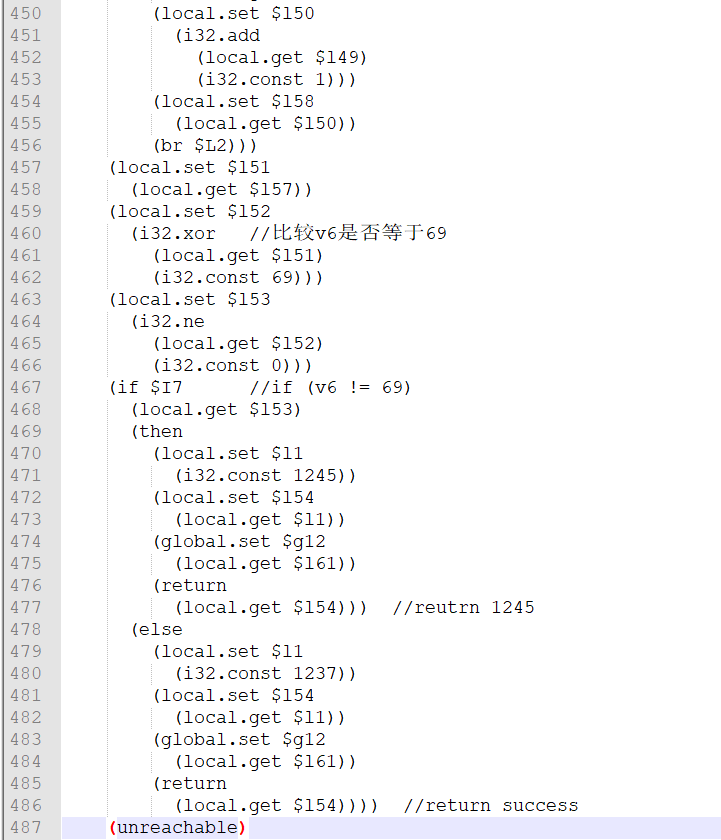 450 (local.set $l50
451 (i32.add
452 (local.get $l49)
453 (i32.const 1)))
454 (local.set $l58
455 (local.get $l50))
456 (br $L2)))
457 (local.set $l51
458 (local.get $l57))
459 (local.set $l52
460 (i32.xor //比较v6是否等于69
461 (local.get $l51)
462 (i32.const 69)))
463 (local.set $l53
464 (i32.ne
465 (local.get $l52)
466 (i32.const 0)))
467 (if $I7 //if (v6 != 69)
468 (local.get $l53)
469 (then
470 (local.set $l1
471 (i32.const 1245))
472 (local.set $l54
473 (local.get $l1))
474 (global.set $g12
475 (local.get $l61))
476 (return
477 (local.get $l54))) //reutrn 1245
478 (else
479 (local.set $l1
480 (i32.const 1237))
481 (local.set $l54
482 (local.get $l1))
483 (global.set $g12
484 (local.get $l61))
485 (return
486 (local.get $l54)))) //return success
487 (unreachable)